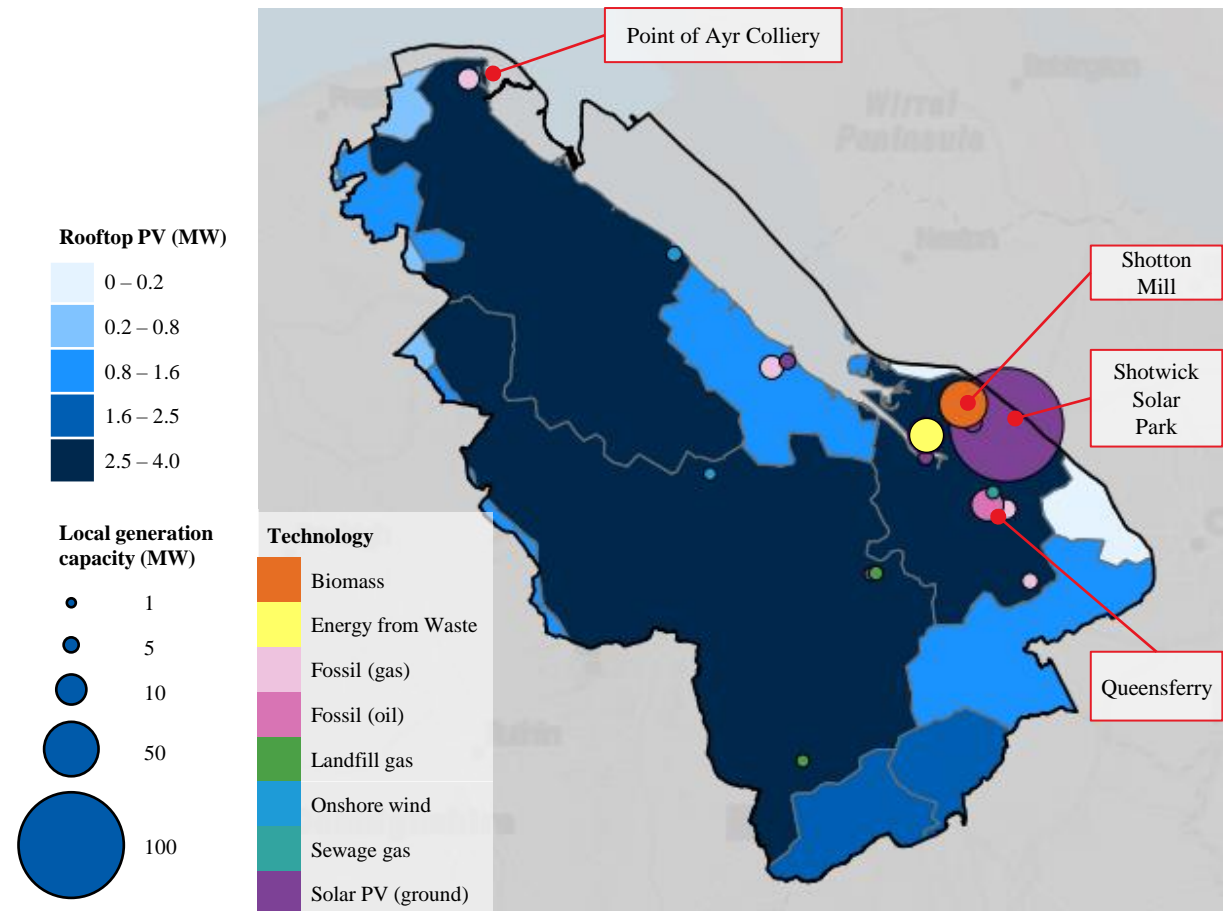 Point of Ayr Colliery
Wirral
Peninsula
Neston
Shotton
Mill
Shotwick
Solar
Park
Queensferry
Rooftop PV (MW)
0 – 0.2
0.2 – 0.8
0.8 – 1.6
1.6 – 2.5
2.5 – 4.0
Local generation
capacity (MW)
1
5
10
50
100
Technology
Biomass
Energy from Waste
Fossil (gas)
Fossil (oil)
Landfill gas
Onshore wind
Sewage gas
Solar PV (ground)
Ruthin